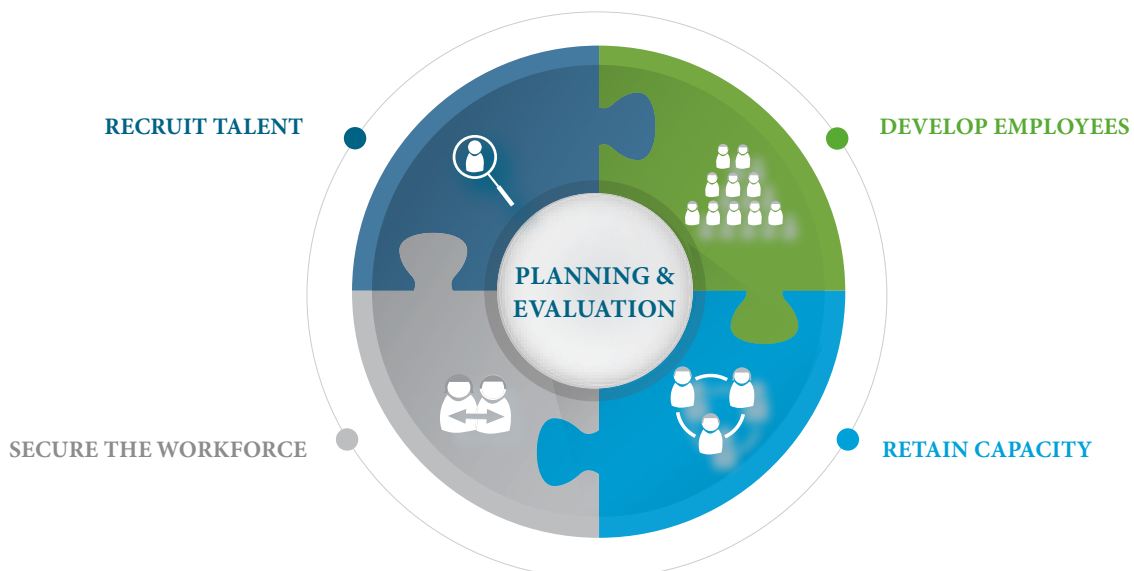 RECRUIT TALENT
DEVELOP EMPLOYEES
PLANNING &
EVALUATION
SECURE THE WORKFORCE
RETAIN CAPACITY